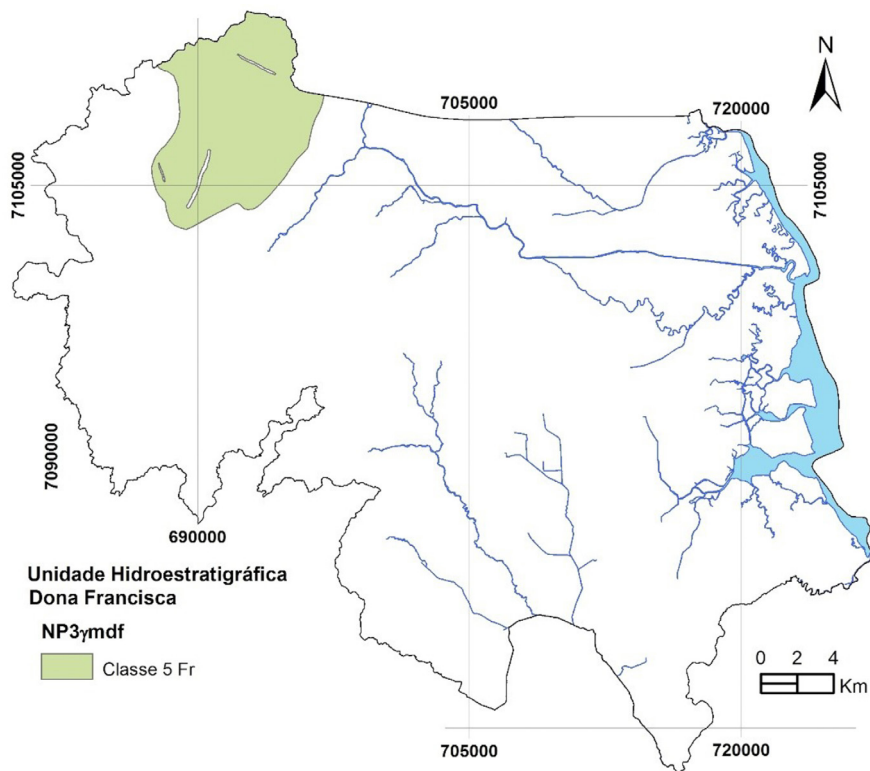 N
705000
720000
7105000
7105000
7090000
690000
Unidade Hidroestratigráfica
Dona Francisca
NP3γmdf
Classe 5 Fr
0 2 4
Km
705000
720000